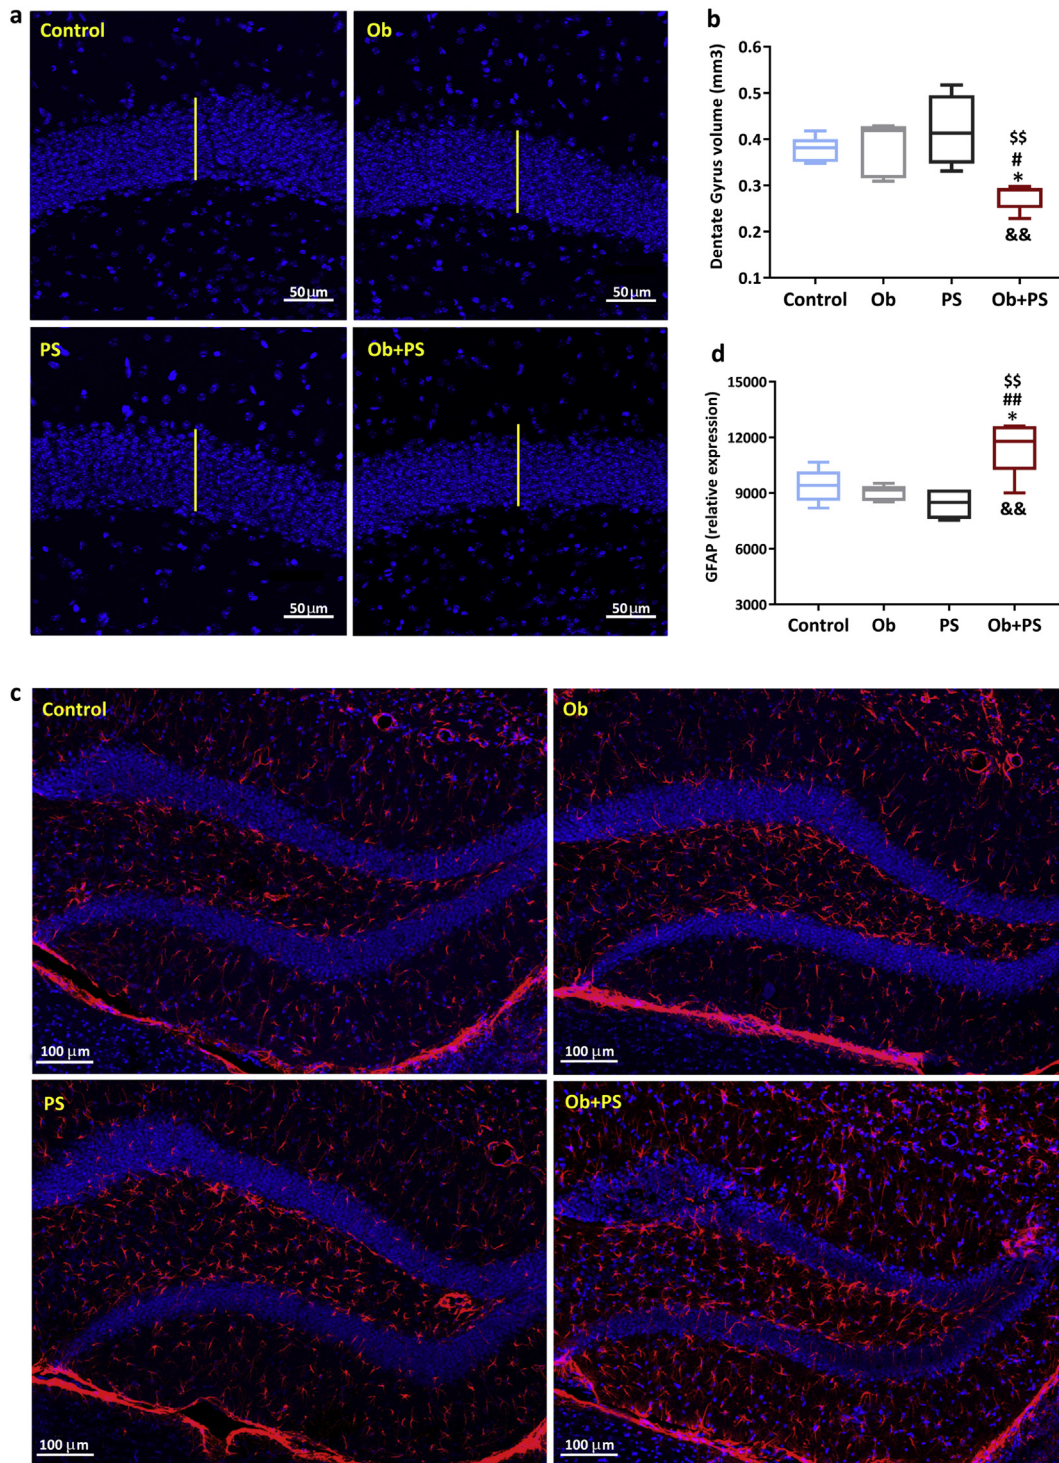 a
Control
Ob
50 μm
50 μm
PS
Ob+PS
50 μm
50 μm
b
Dentate Gyrus volume (mm3)
0.6
0.5
0.4
0.3
0.2
0.1
$$
#
*
&&
Control Ob PS Ob+PS
d
GFAP (relative expression)
15000
12000
9000
6000
3000
$$
##
*
&&
Control Ob PS Ob+PS
c
Control
Ob
100 μm
100 μm
PS
Ob+PS
100 μm
100 μm